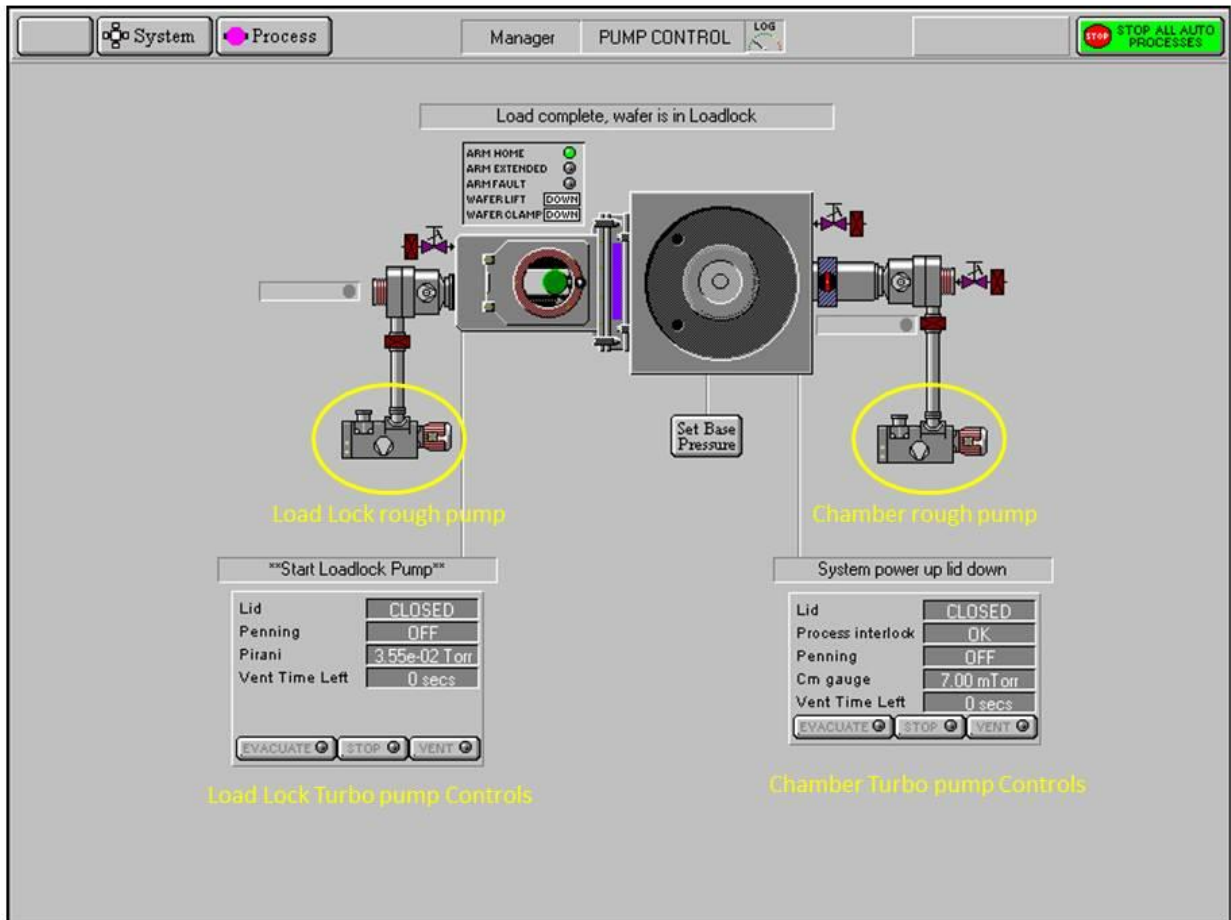 System
Process
Manager
PUMP CONTROL
LOG
STOP
STOP ALL AUTO
PROCESSES
Load complete, wafer is in Loadlock
ARM HOME
ARM EXTENDED
ARM FAULT
WAFER LIFT DOWN
WAFER CLAMP DOWN
Set Base
Pressure
Load Lock rough pump
Chamber rough pump
**Start Loadlock Pump**
Lid CLOSED
Penning OFF
Pirani 3.55e-02 Torr
Vent Time Left 0 secs
EVACUATE STOP VENT
Load Lock Turbo pump Controls
System power up lid down
Lid CLOSED
Process interlock OK
Penning OFF
Cm gauge 7.00 mTorr
Vent Time Left 0 secs
EVACUATE STOP VENT
Chamber Turbo pump Controls